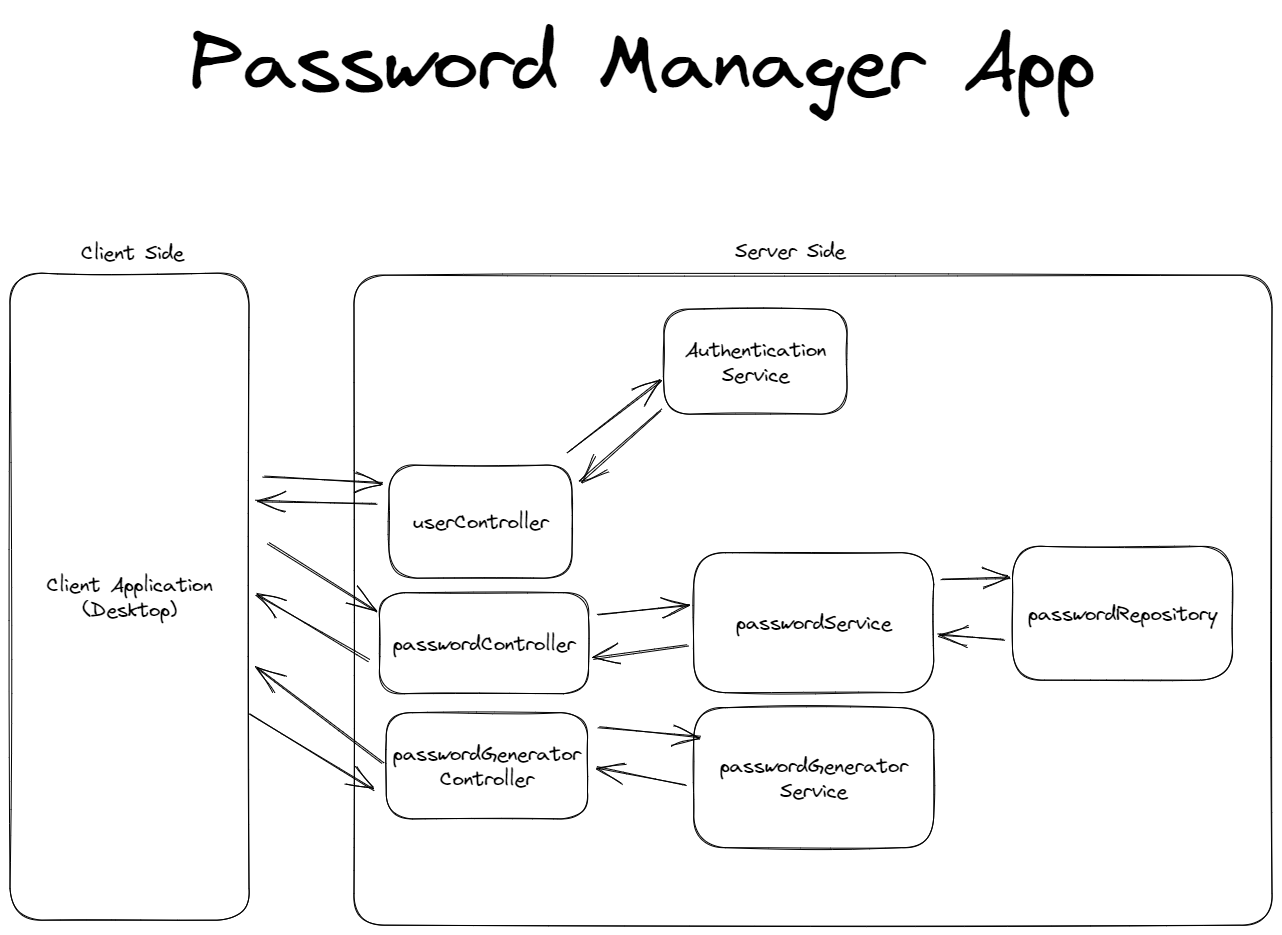 Password Manager App
Client Side
Server Side
Authentication
Service
userController
Client Application
(Desktop)
passwordController
passwordService
passwordRepository
passwordGenerator
Controller
passwordGenerator
Service